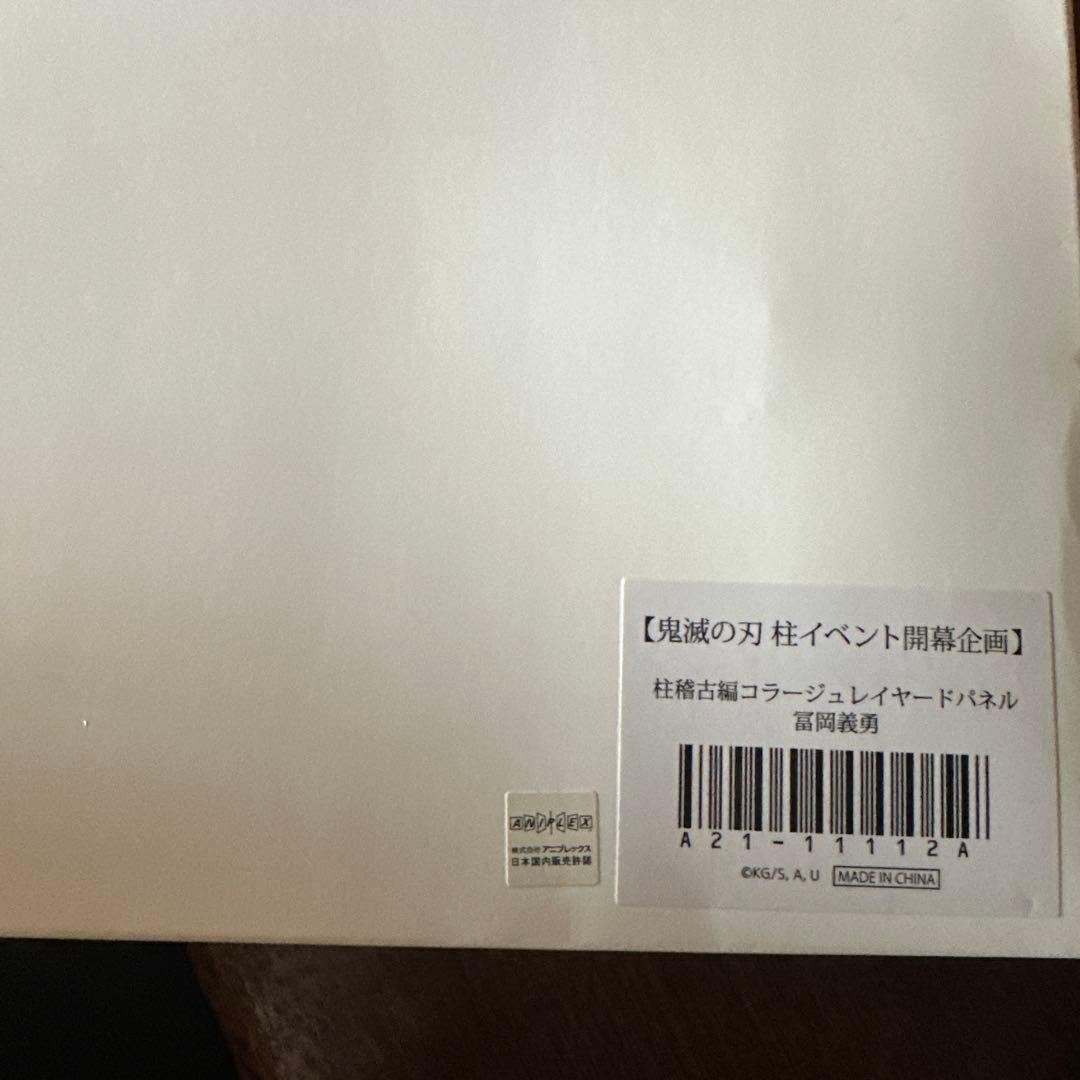 【鬼滅の刃 柱イベント開幕企画】
柱稽古編コラージュレイヤードパネル
冨岡義勇
A21-11112A
©KG/S, A, U MADE IN CHINA
ANIPLEX
株式会社 アニプレックス
日本国内販売許諾